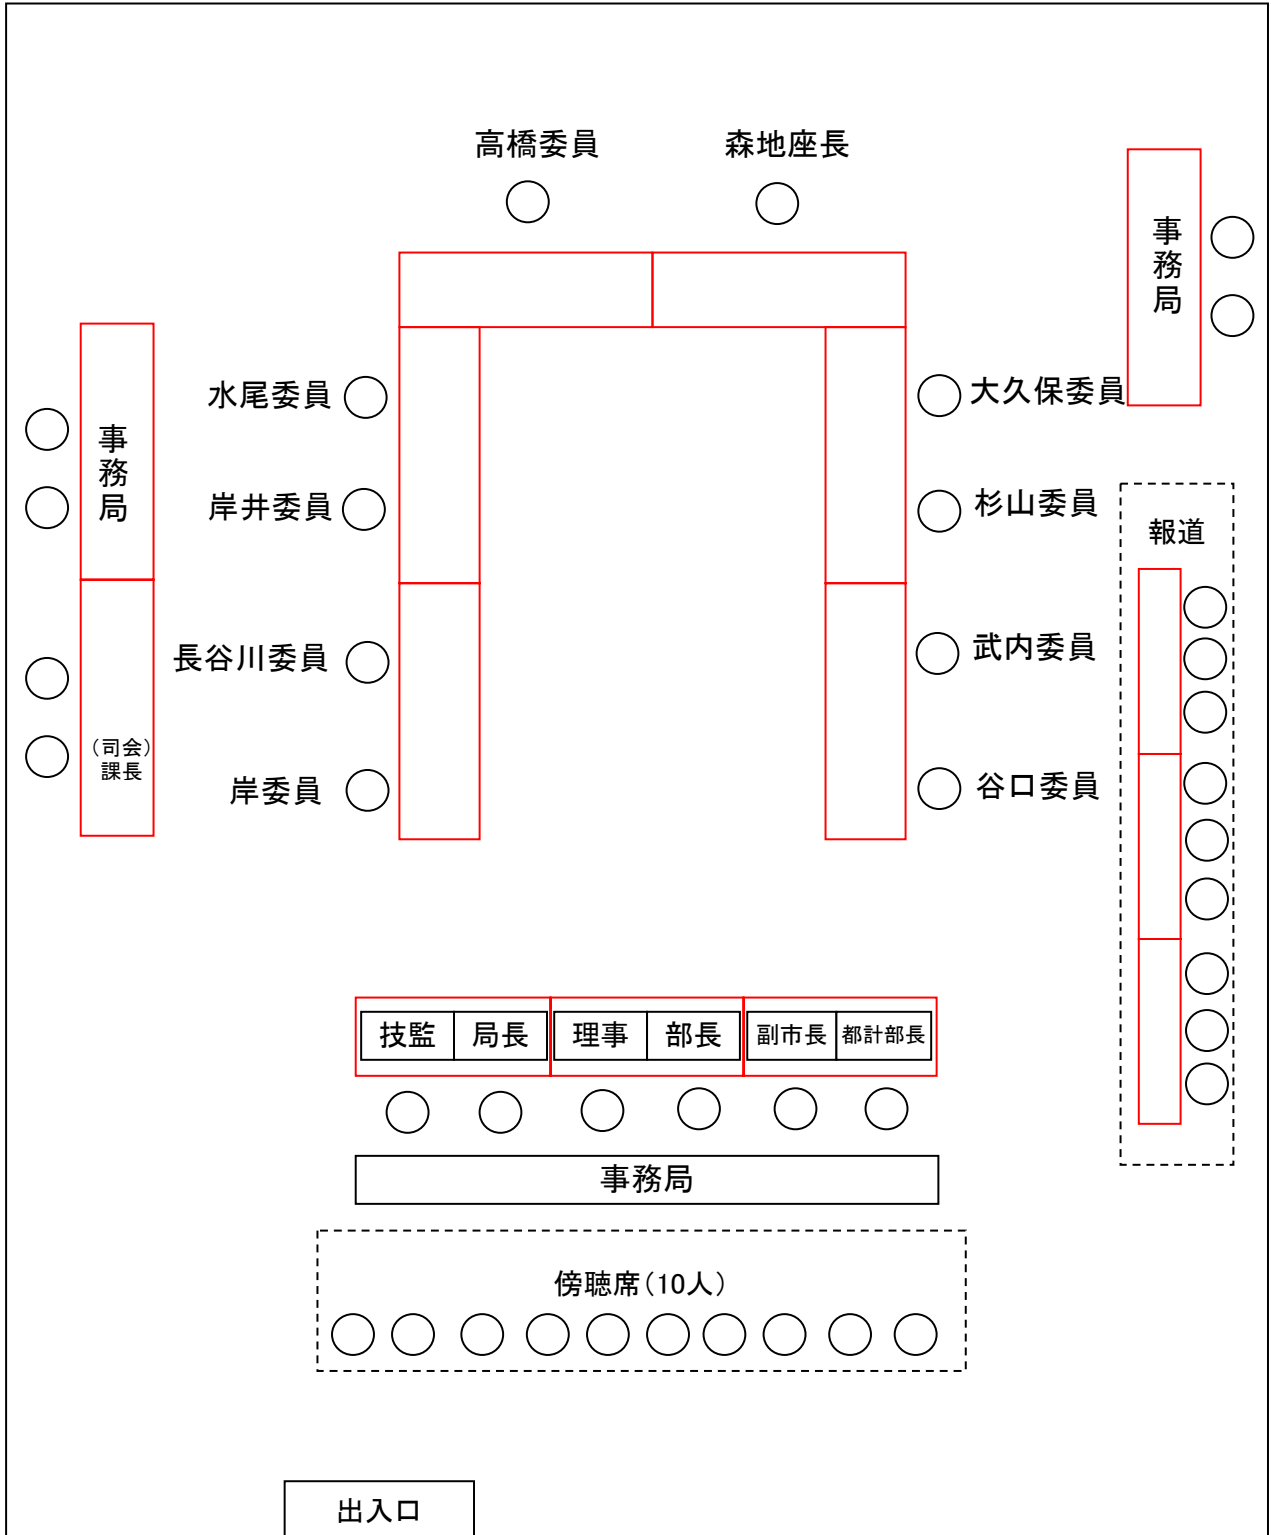 高橋委員
森地座長
事務局
水尾委員
大久保委員
事務局
岸井委員
杉山委員
報道
長谷川委員
武内委員
（司会）
課長
岸委員
谷口委員
技監
局長
理事
部長
副市長
都計部長
事務局
傍聴席（10人）
出入口